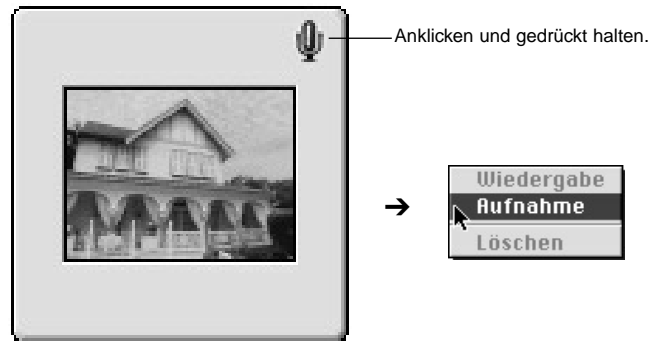 Anklicken und gedrückt halten.
Wiedergabe
Aufnahme
Löschen